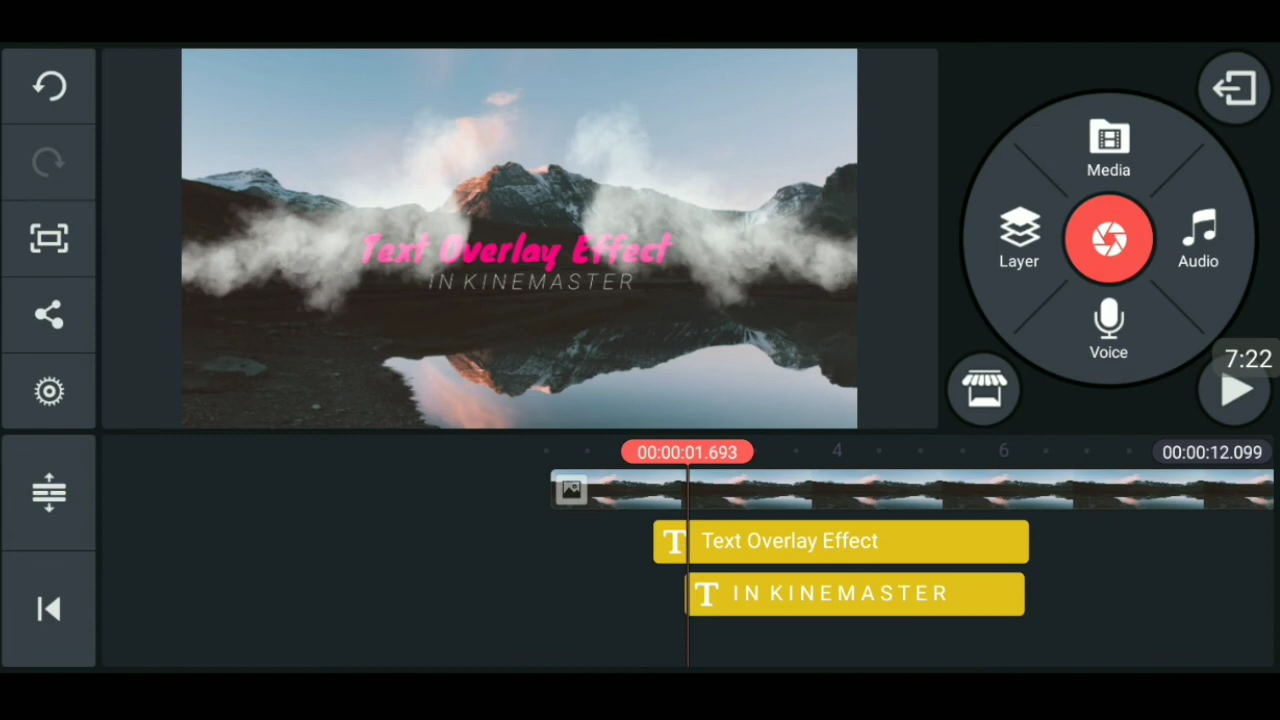 Media
Layer
Audio
Voice
7:22
Text Overlay Effect
IN KINEMASTER
00:00:01.693
4
6
00:00:12.099
T Text Overlay Effect
T IN KINEMASTER